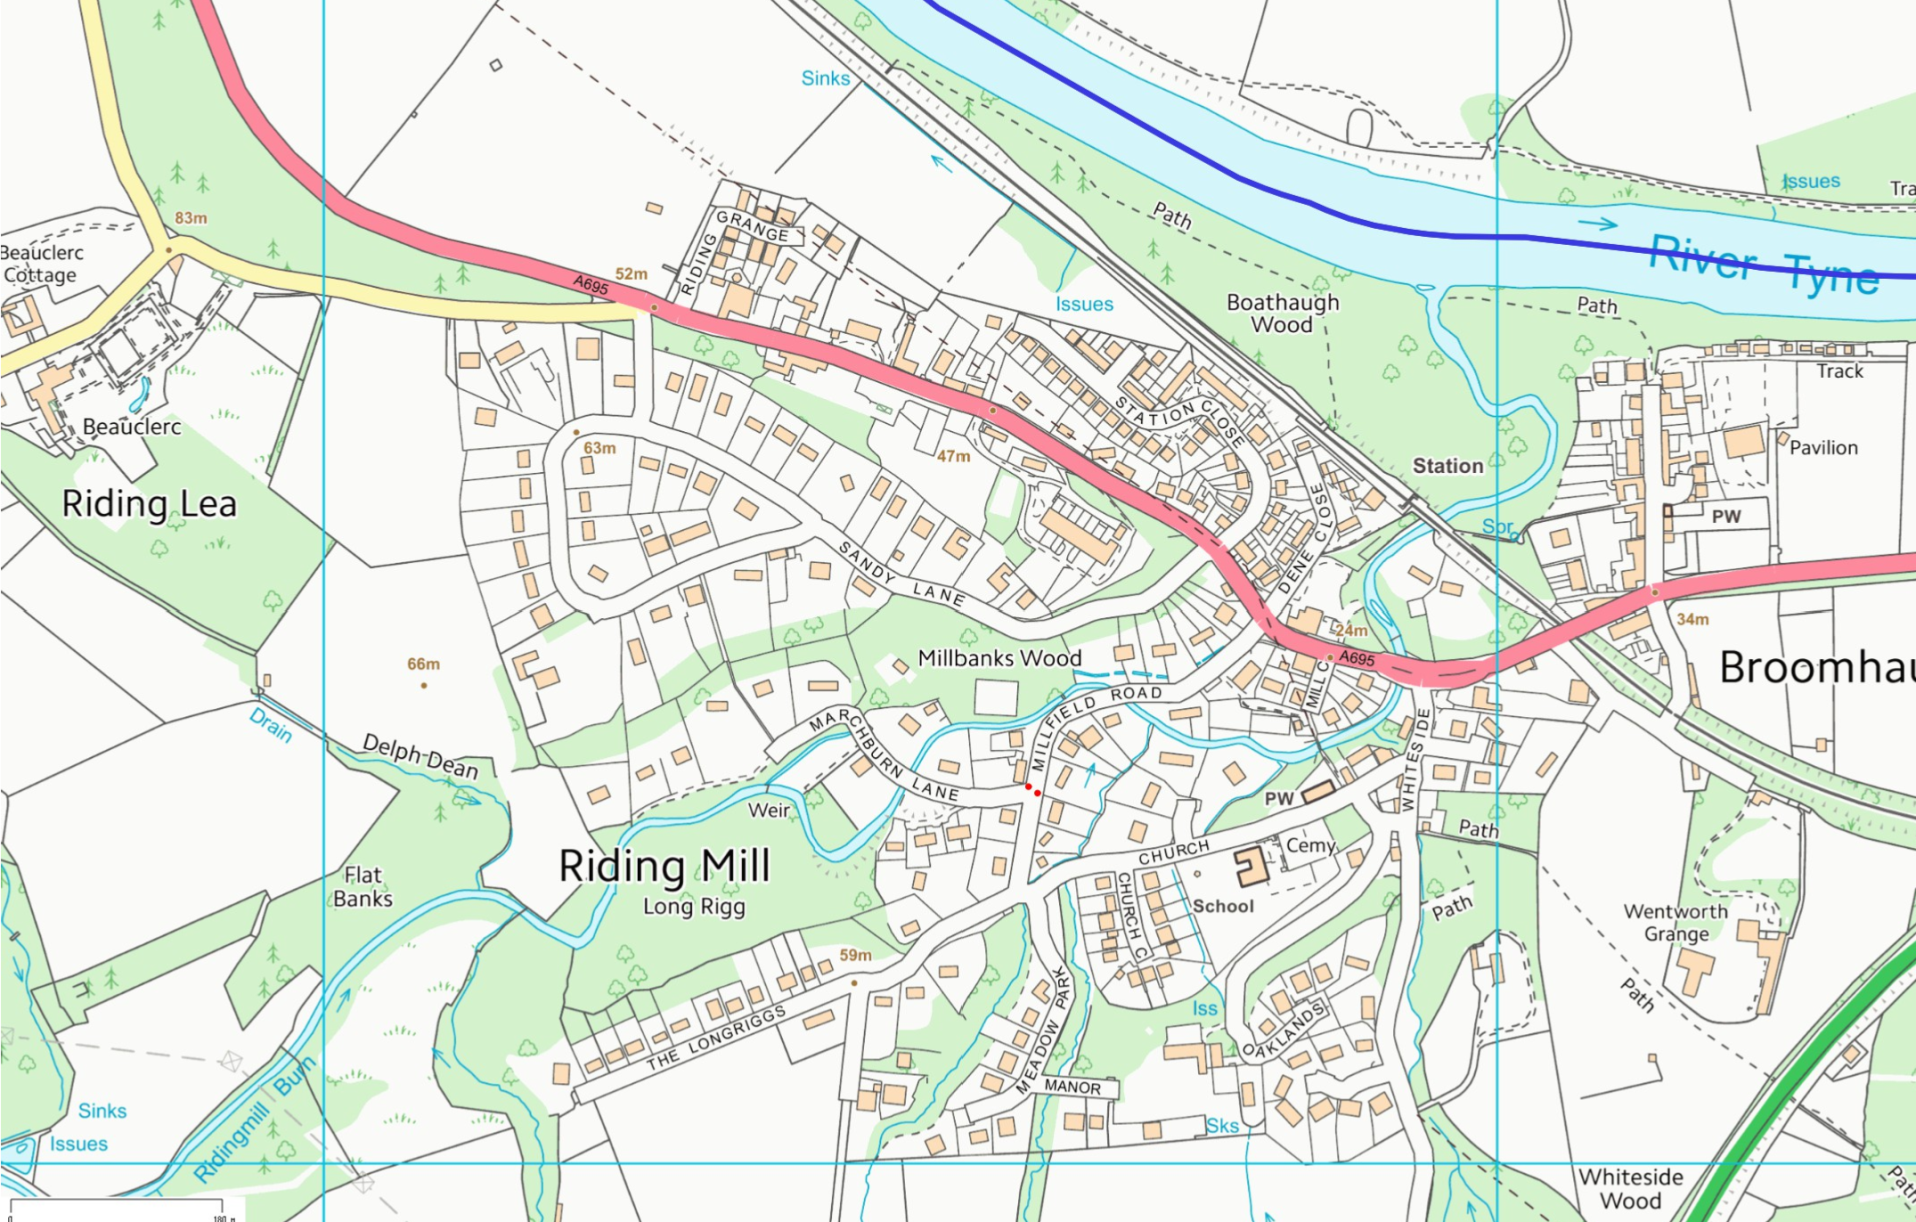 Sinks
Issues
Tra
Path
83m
GRANGE
RIDING
Beauclerc
Cottage
52m
A695
River Tyne
Issues
Boathaugh
Wood
Path
Track
STATION CLOSE
Beauclerc
63m
47m
Station
Pavilion
Riding Lea
DENE CLOSE
Spr
PW
SANDY LANE
34m
24m
A695
66m
Millbanks Wood
Broomhau
MILL C
MILLFIELD ROAD
Drain
Delph Dean
MARCHBURN LANE
WHITESIDE
Weir
PW
Path
Riding Mill
CHURCH
Cemy
Flat
Banks
Long Rigg
CHURCH C
School
Path
Wentworth
Grange
59m
Path
Iss
THE LONGRIGGS
MEADOW PARK
OAKLANDS
MANOR
Ridingmill Burn
Sinks
Issues
Sks
Whiteside
Wood
Path
0
180 m